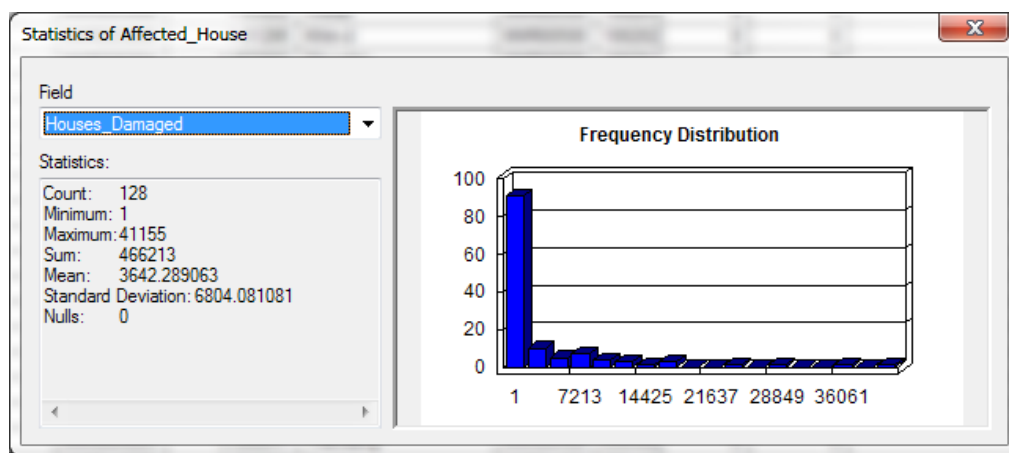 Statistics of Affected_House
Field
Houses_Damaged
Statistics:
Count: 128
Minimum: 1
Maximum: 41155
Sum: 466213
Mean: 3642.289063
Standard Deviation: 6804.081081
Nulls: 0
Frequency Distribution
100
80
60
40
20
0
1 7213 14425 21637 28849 36061